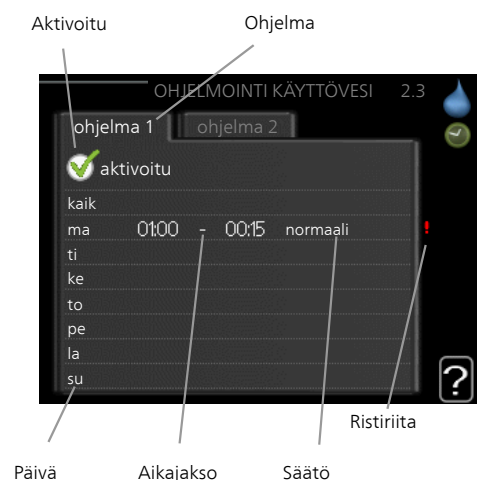 Aktivoitu Ohjelma
OHJELMOINTI KÄYTTÖVESI 2.3
ohjelma 1 ohjelma 2
aktivoitu
kaik
ma 01:00 - 00:15 normaali !
ti
ke
to
pe
la
su
?
Ristiriita
Päivä Aikajakso Säätö